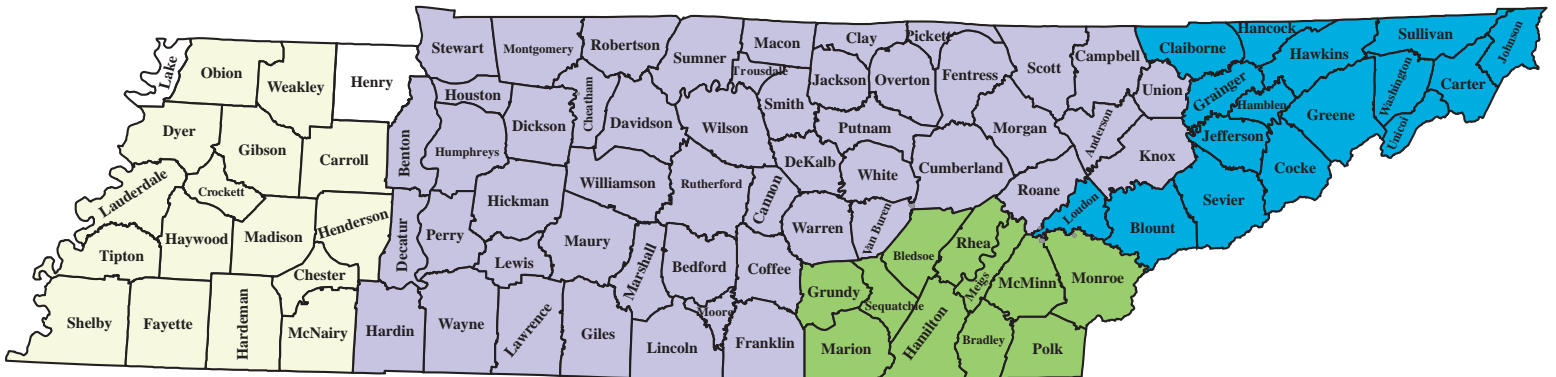 Lake
Obion
Weakley
Henry
Stewart
Montgomery
Robertson
Sumner
Macon
Trousdale
Clay
Pickett
Jackson
Overton
Fentress
Scott
Campbell
Claiborne
Hancock
Hawkins
Sullivan
Johnson
Dyer
Gibson
Carroll
Benton
Houston
Humphreys
Dickson
Cheatham
Davidson
Wilson
Smith
Putnam
DeKalb
White
Cumberland
Morgan
Anderson
Union
Knox
Grainger
Hamblen
Jefferson
Greene
Washington
Unicoi
Carter
Lauderdale
Crockett
Haywood
Madison
Henderson
Decatur
Perry
Hickman
Williamson
Rutherford
Cannon
Warren
Van Buren
Bledsoe
Rhea
Roane
Loudon
Blount
Sevier
Cocke
Tipton
Chester
Lewis
Maury
Marshall
Bedford
Coffee
Grundy
Sequatchie
Meigs
McMinn
Monroe
Shelby
Fayette
Hardeman
McNairy
Hardin
Wayne
Lawrence
Giles
Lincoln
Moore
Franklin
Marion
Hamilton
Bradley
Polk